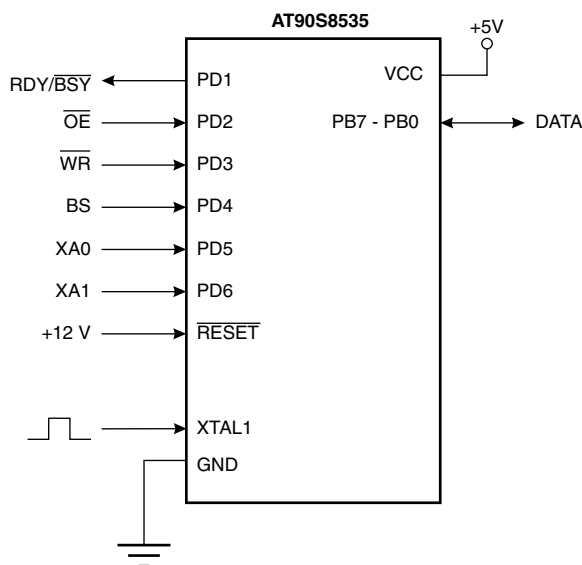 AT90S8535
+5V
RDY/BSY PD1 VCC
OE PD2 PB7 - PB0 DATA
WR PD3
BS PD4
XA0 PD5
XA1 PD6
+12 V RESET
XTAL1
GND